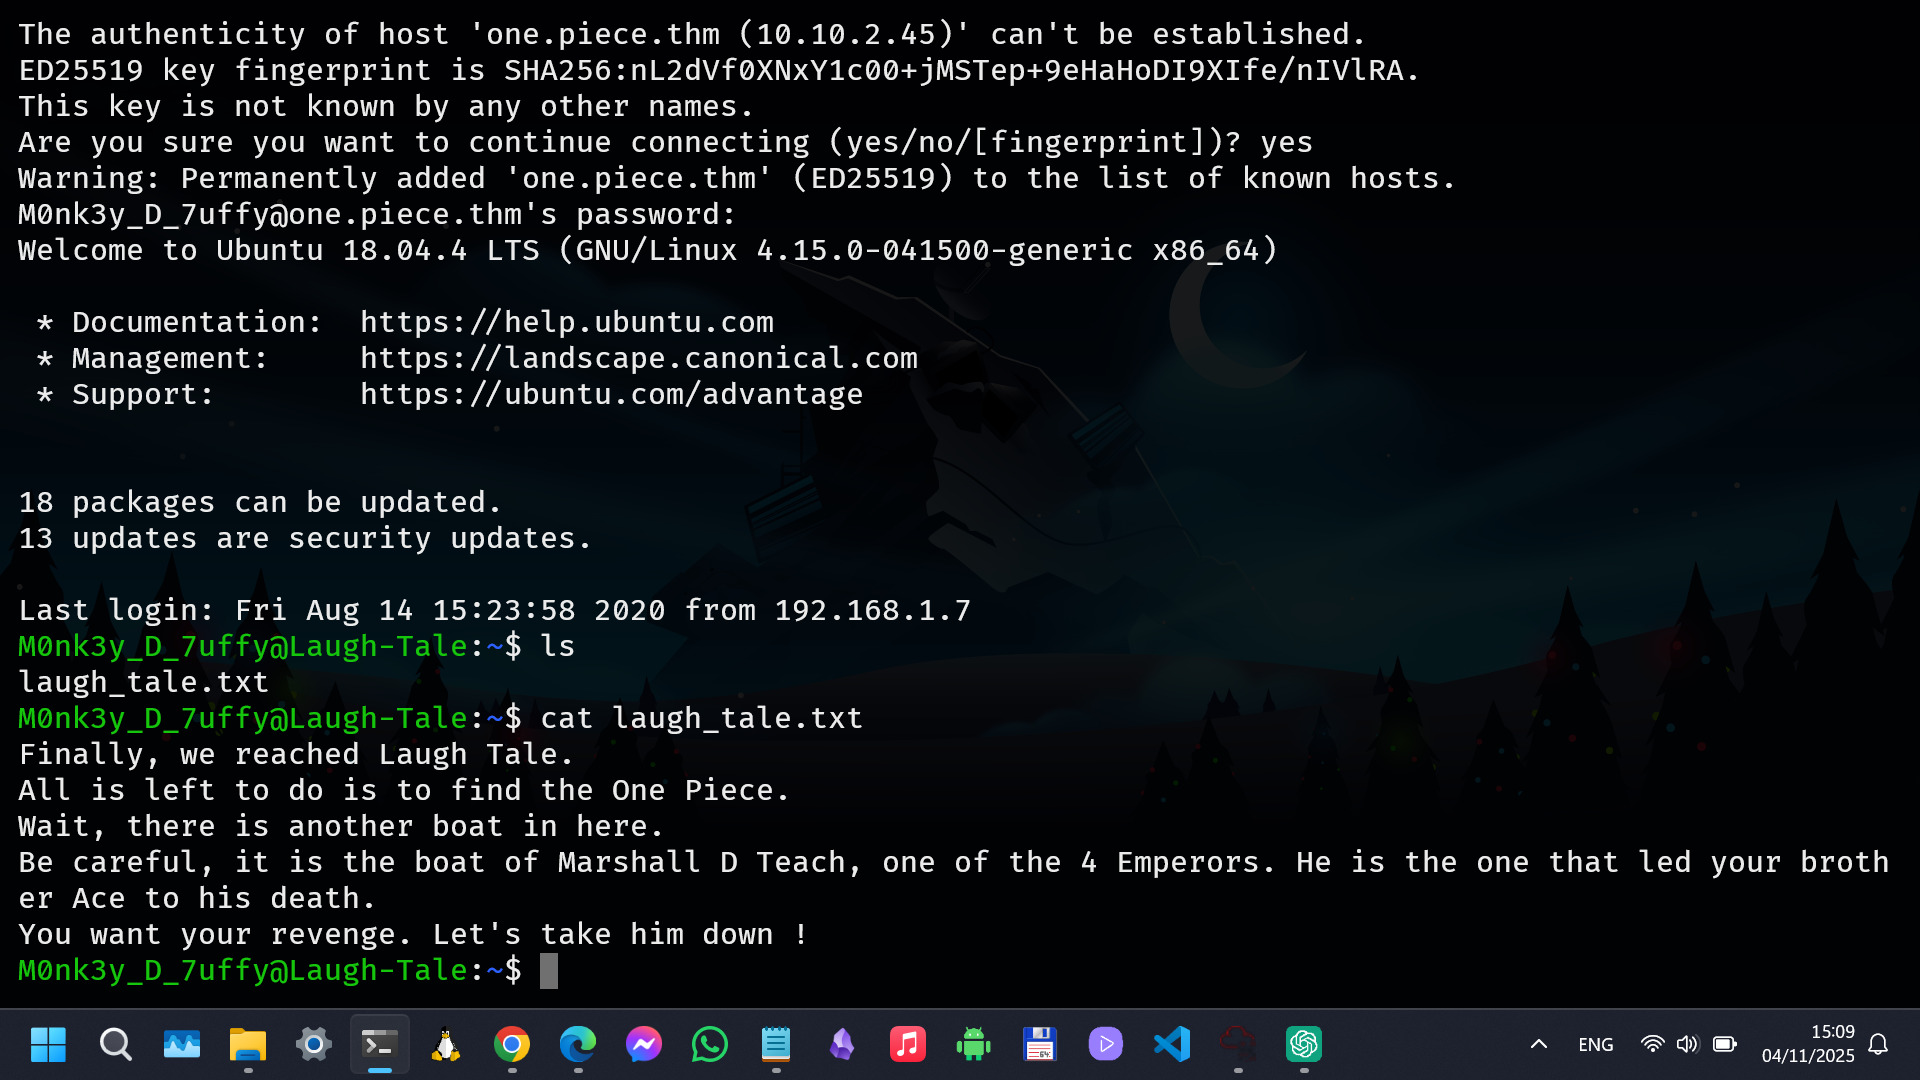 The authenticity of host 'one.piece.thm (10.10.2.45)' can't be established.
ED25519 key fingerprint is SHA256:nL2dVf0XNxY1c00+jMSTep+9eHaHoDI9XIfe/nIVlRA.
This key is not known by any other names.
Are you sure you want to continue connecting (yes/no/[fingerprint])? yes
Warning: Permanently added 'one.piece.thm' (ED25519) to the list of known hosts.
M0nk3y_D_7uffy@one.piece.thm's password:
Welcome to Ubuntu 18.04.4 LTS (GNU/Linux 4.15.0-041500-generic x86_64)
* Documentation:  https://help.ubuntu.com
* Management:     https://landscape.canonical.com
* Support:        https://ubuntu.com/advantage
18 packages can be updated.
13 updates are security updates.
Last login: Fri Aug 14 15:23:58 2020 from 192.168.1.7
M0nk3y_D_7uffy@Laugh-Tale:~$ ls
laugh_tale.txt
M0nk3y_D_7uffy@Laugh-Tale:~$ cat laugh_tale.txt
Finally, we reached Laugh Tale.
All is left to do is to find the One Piece.
Wait, there is another boat in here.
Be careful, it is the boat of Marshall D Teach, one of the 4 Emperors. He is the one that led your broth
er Ace to his death.
You want your revenge. Let's take him down !
M0nk3y_D_7uffy@Laugh-Tale:~$
64
ENG
15:09
04/11/2025